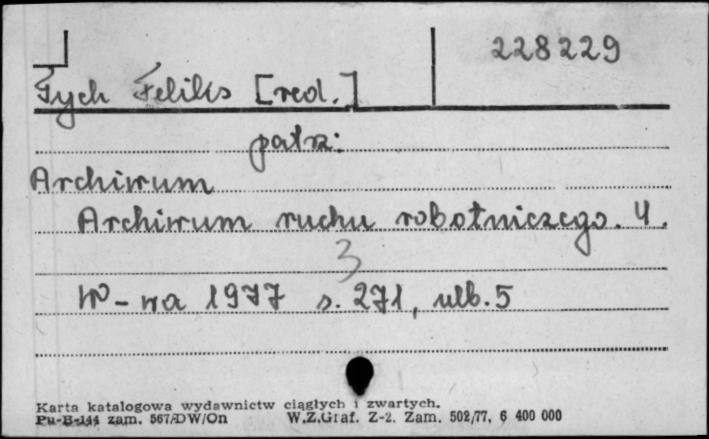 228229
Tych Feliks [red.]
patrz:
Archiwum
Archiwum ruchu robotniczego. 4.
3
W-wa 1977 s. 271, nlb. 5
Karta katalogowa wydawnictw ciągłych i zwartych.
Pu-B-144 zam. 567/DW/On W.Z.Graf. Z-2. Zam. 502/77. 6 400 000